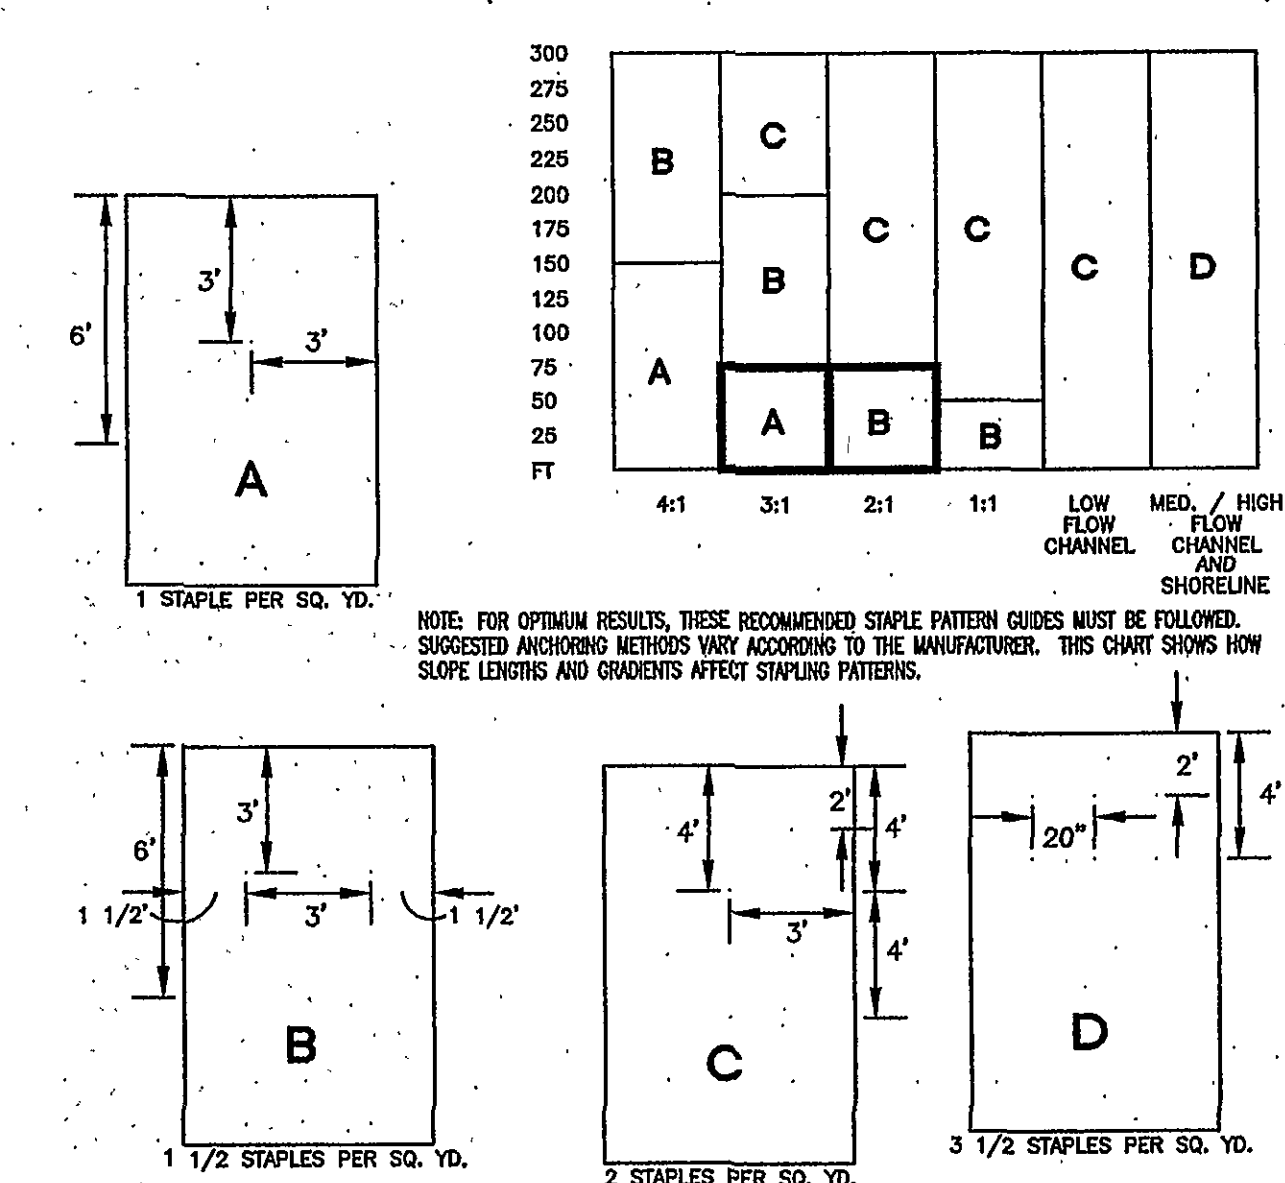 300
275
250
225
200
175
150
125
100
75
50
25
FT
B
C
C
C
C
D
B
A
A
B
B
4:1
3:1
2:1
1:1
LOW
FLOW
CHANNEL
MED. / HIGH
FLOW
CHANNEL
AND
SHORELINE
6'
3'
3'
A
1 STAPLE PER SQ. YD.
NOTE: FOR OPTIMUM RESULTS, THESE RECOMMENDED STAPLE PATTERN GUIDES MUST BE FOLLOWED.
SUGGESTED ANCHORING METHODS VARY ACCORDING TO THE MANUFACTURER. THIS CHART SHOWS HOW
SLOPE LENGTHS AND GRADIENTS AFFECT STAPLING PATTERNS.
3'
6'
1 1/2'
3'
1 1/2'
B
1 1/2 STAPLES PER SQ. YD.
4'
2'
4'
3'
4'
C
2 STAPLES PER SQ. YD.
2'
4'
20"
D
3 1/2 STAPLES PER SQ. YD.